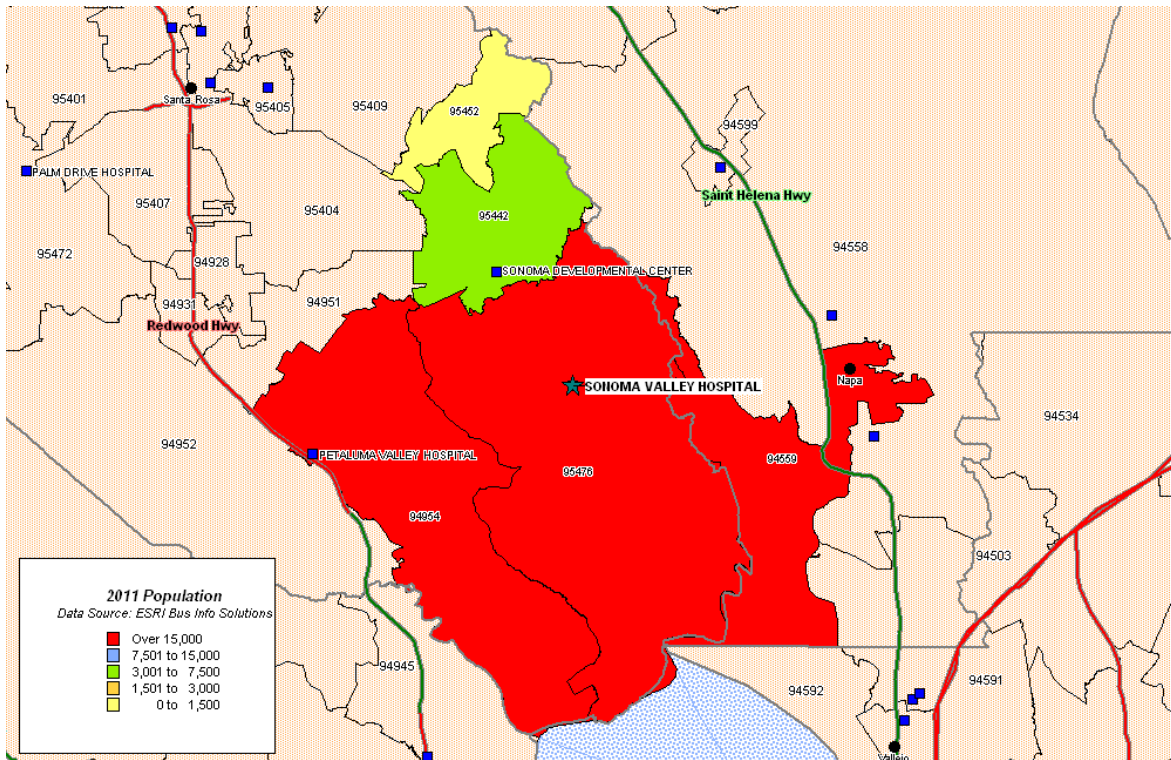 95401
Santa Rosa
95405
95409
95452
94599
PALM DRIVE HOSPITAL
95407
95404
95442
Saint Helena Hwy
94558
95472
94928
SONOMA DEVELOPMENTAL CENTER
94931
94951
Redwood Hwy
Napa
SONOMA VALLEY HOSPITAL
94534
94952
PETALUMA VALLEY HOSPITAL
94559
95476
94954
94503
2011 Population
Data Source: ESRI Bus Info Solutions
Over 15,000
7,501 to 15,000
3,001 to 7,500
1,501 to 3,000
0 to 1,500
94945
94592
94591
Vallejo